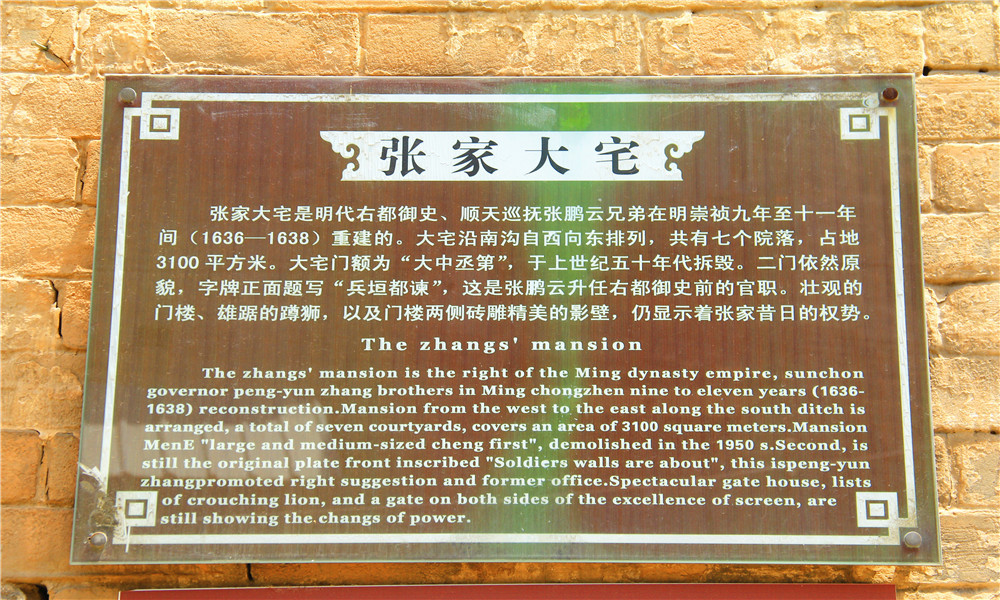 张家大宅
张家大宅是明代右都御史、顺天巡抚张鹏云兄弟在明崇祯九年至十一年
间（1636—1638）重建的。大宅沿南沟自西向东排列，共有七个院落，占地
3100平方米。大宅门额为“大中丞第”，于上世纪五十年代拆毁。二门依然原
貌，字牌正面题写“兵垣都谏”，这是张鹏云升任右都御史前的官职。壮观的
门楼、雄踞的蹲狮，以及门楼两侧砖雕精美的影壁，仍显示着张家昔日的权势。
The zhangs' mansion
The zhangs' mansion is the right of the Ming dynasty empire, sunchon
governor peng-yun zhang brothers in Ming chongzhen nine to eleven years (1636-
1638) reconstruction.Mansion from the west to the east along the south ditch is
arranged, a total of seven courtyards, covers an area of 3100 square meters.Mansion
MenE "large and medium-sized cheng first", demolished in the 1950 s.Second, is
still the original plate front inscribed "Soldiers walls are about", this ispeng-yun
zhangpromoted right suggestion and former office.Spectacular gate house, lists
of crouching lion, and a gate on both sides of the excellence of screen, are
still showing the changs of power.